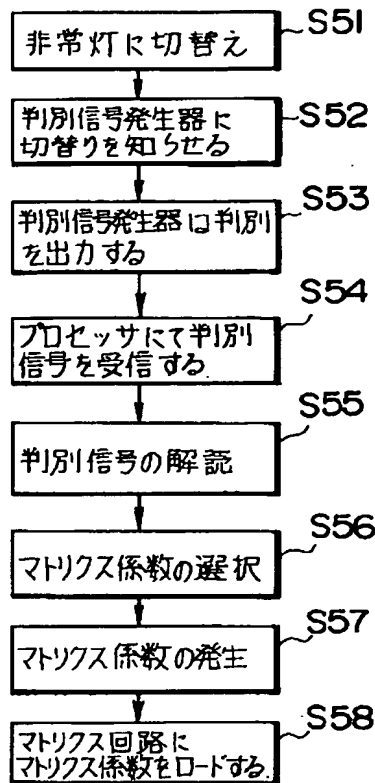 非常灯に切替え
S51
判別信号発生器に
切替りを知らせる
S52
判別信号発生器は判別
を出力する
S53
プロセッサにて判別
信号を受信する
S54
判別信号の解読
S55
マトリクス係数の選択
S56
マトリクス係数の発生
S57
マトリクス回路に
マトリクス係数をロードする
S58